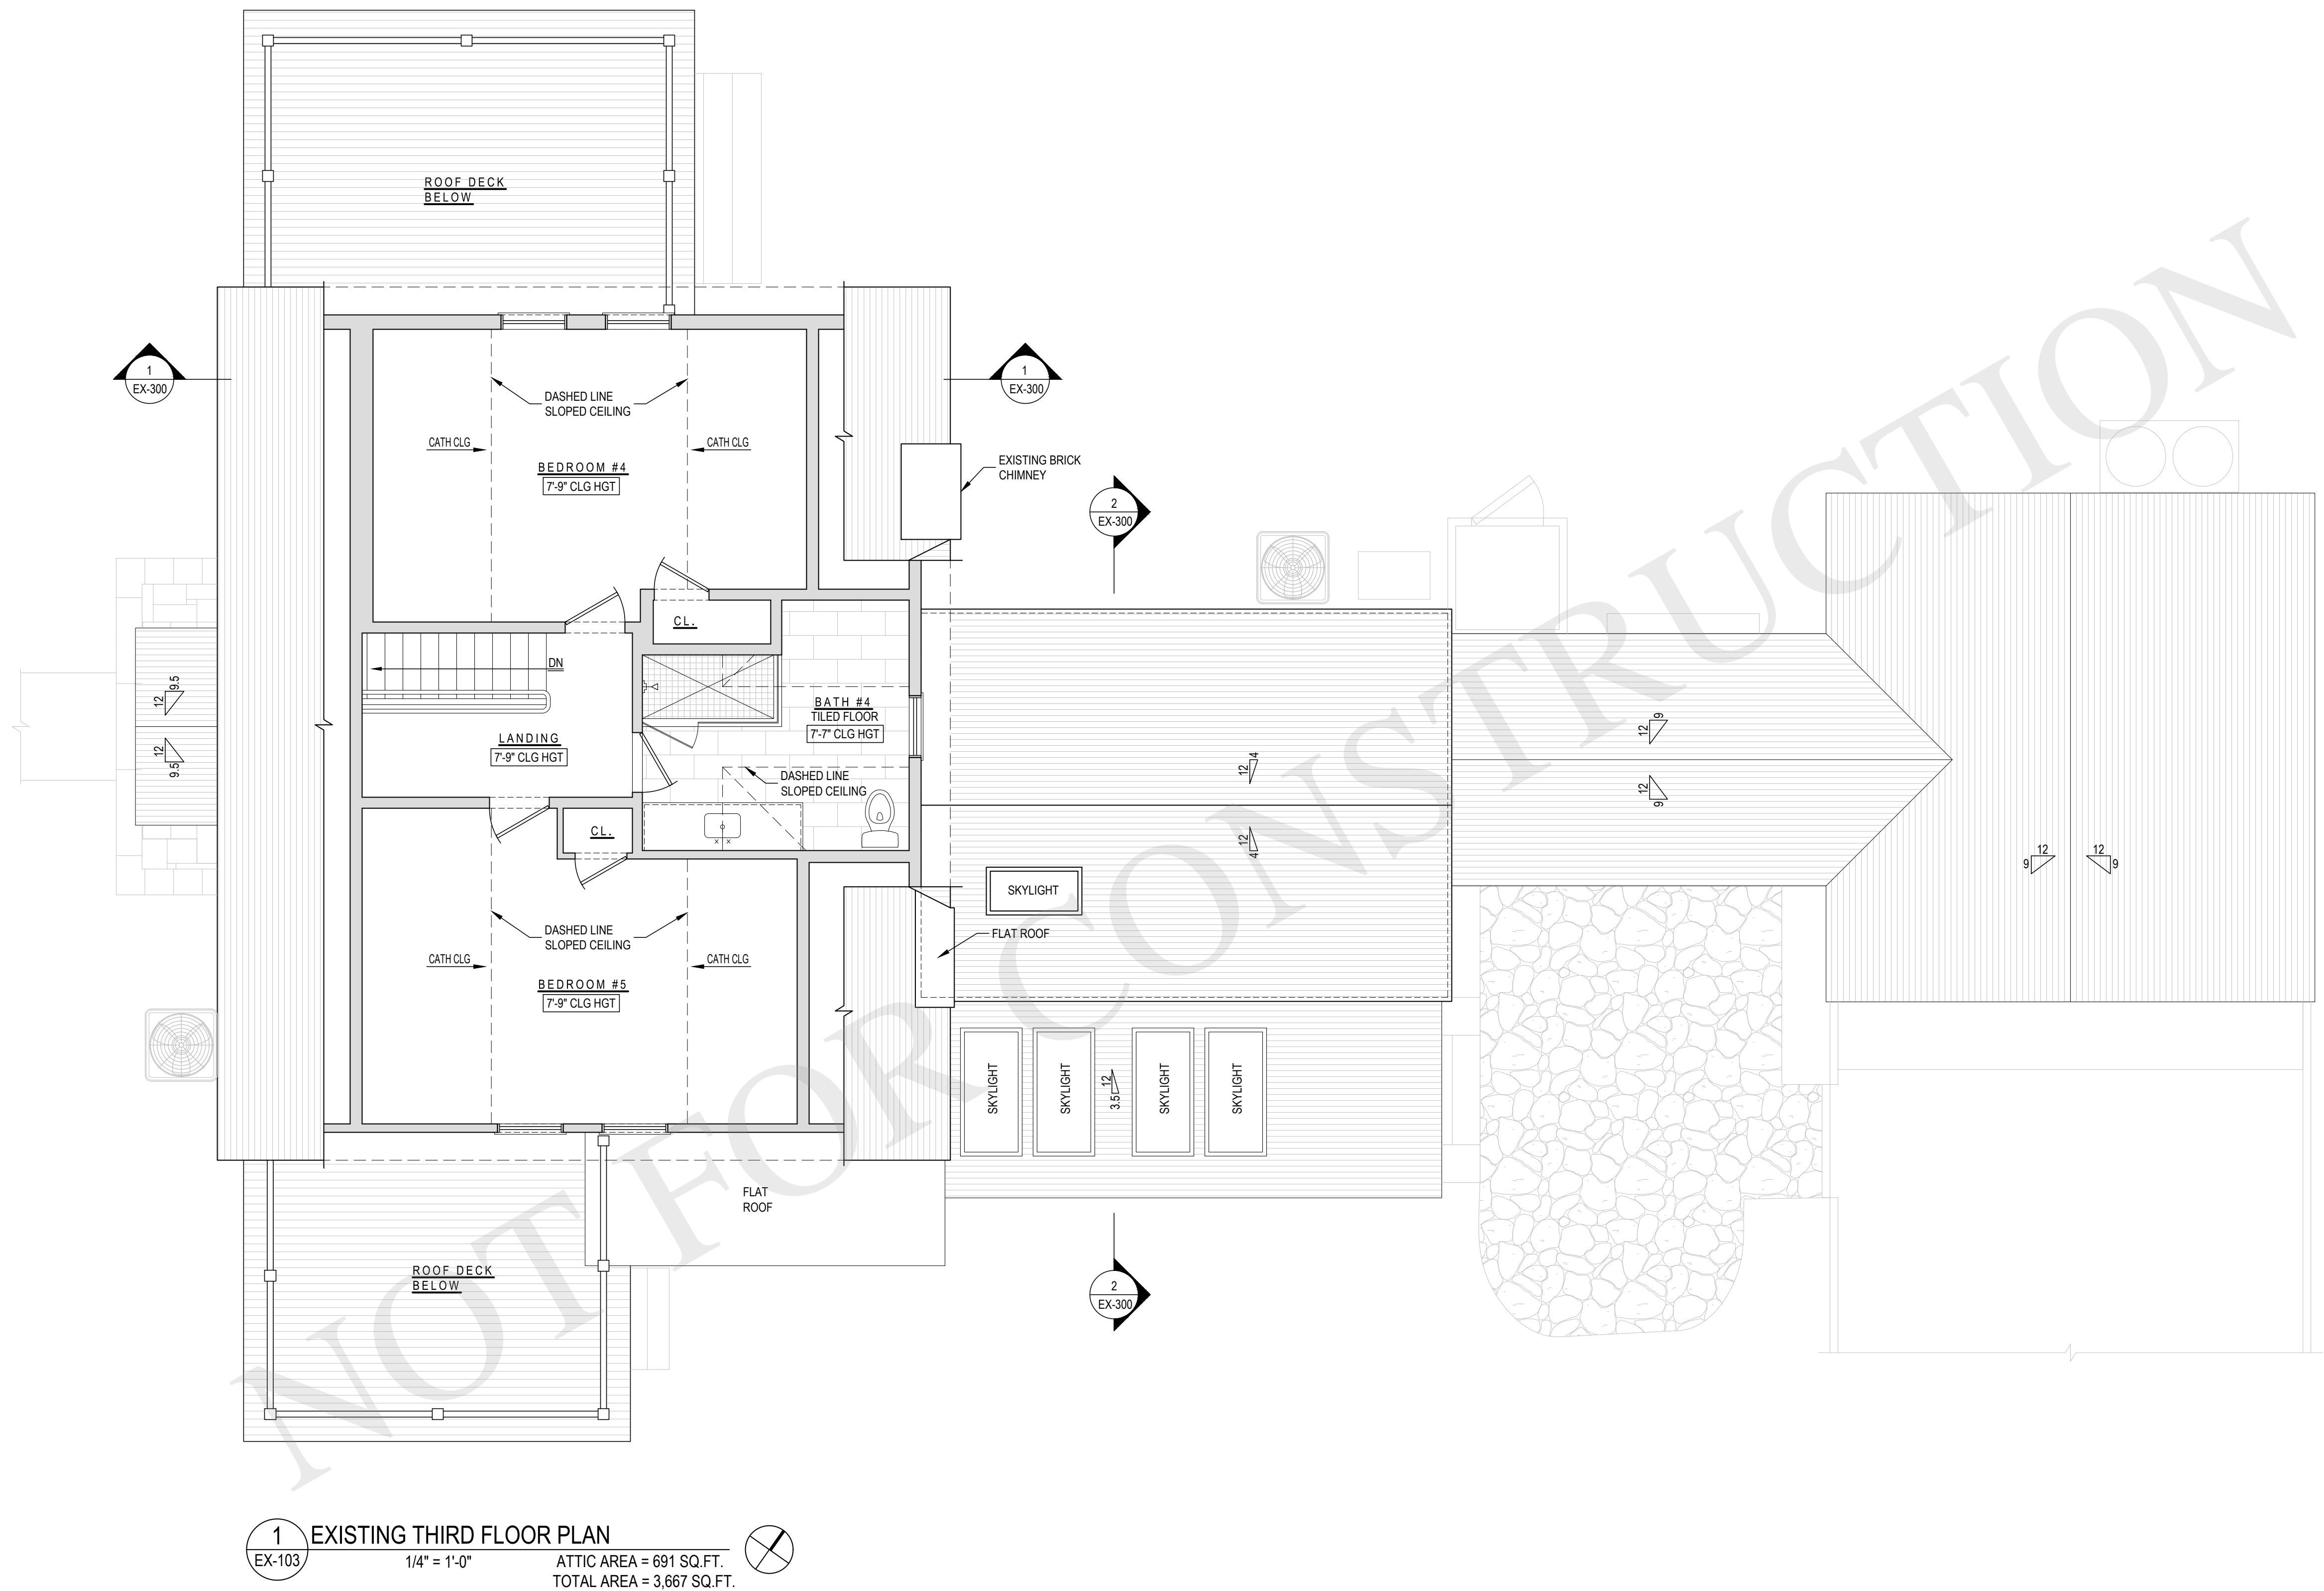 ROOF DECK
BELOW
1
EX-300
1
EX-300
DASHED LINE
SLOPED CEILING
CATH CLG
CATH CLG
BEDROOM #4
7'-9" CLG HGT
EXISTING BRICK
CHIMNEY
2
EX-300
CL.
DN
12
9.5
12
9.5
BATH #4
TILED FLOOR
7'-7" CLG HGT
LANDING
7'-9" CLG HGT
DASHED LINE
SLOPED CEILING
12
4
12
4
12
9
12
9
CL.
12
9
12
9
SKYLIGHT
DASHED LINE
SLOPED CEILING
FLAT ROOF
CATH CLG
CATH CLG
BEDROOM #5
7'-9" CLG HGT
SKYLIGHT
SKYLIGHT
12
3.5
SKYLIGHT
SKYLIGHT
FLAT
ROOF
ROOF DECK
BELOW
2
EX-300
NOT FOR CONSTRUCTION
1
EX-103
EXISTING THIRD FLOOR PLAN
1/4" = 1'-0"
ATTIC AREA = 691 SQ.FT.
TOTAL AREA = 3,667 SQ.FT.